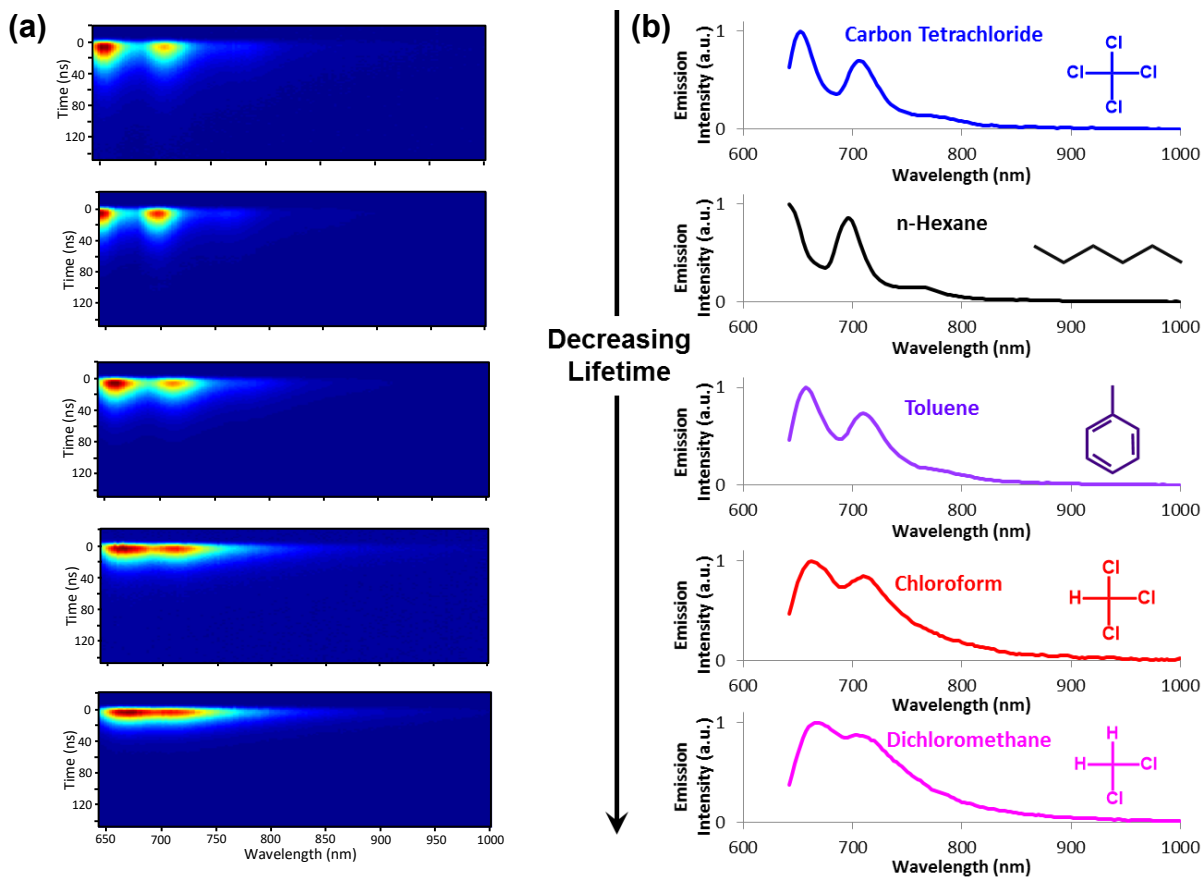 (a)
Time (ns)
0
40
80
120
Time (ns)
0
40
80
120
Time (ns)
0
40
80
120
Time (ns)
0
40
80
120
Time (ns)
0
40
80
120
650 700 750 800 850 900 950 1000
Wavelength (nm)
Decreasing
Lifetime
(b)
Carbon Tetrachloride
Emission
Intensity (a.u.)
1
0
600 700 800 900 1000
Wavelength (nm)
Cl
Cl Cl
Cl
n-Hexane
Emission
Intensity (a.u.)
1
0
600 700 800 900 1000
Wavelength (nm)
Toluene
Emission
Intensity (a.u.)
1
0
600 700 800 900 1000
Wavelength (nm)
Chloroform
Emission
Intensity (a.u.)
1
0
600 700 800 900 1000
Wavelength (nm)
Cl
H Cl
Cl
Dichloromethane
Emission
Intensity (a.u.)
1
0
600 700 800 900 1000
Wavelength (nm)
H
H Cl
Cl